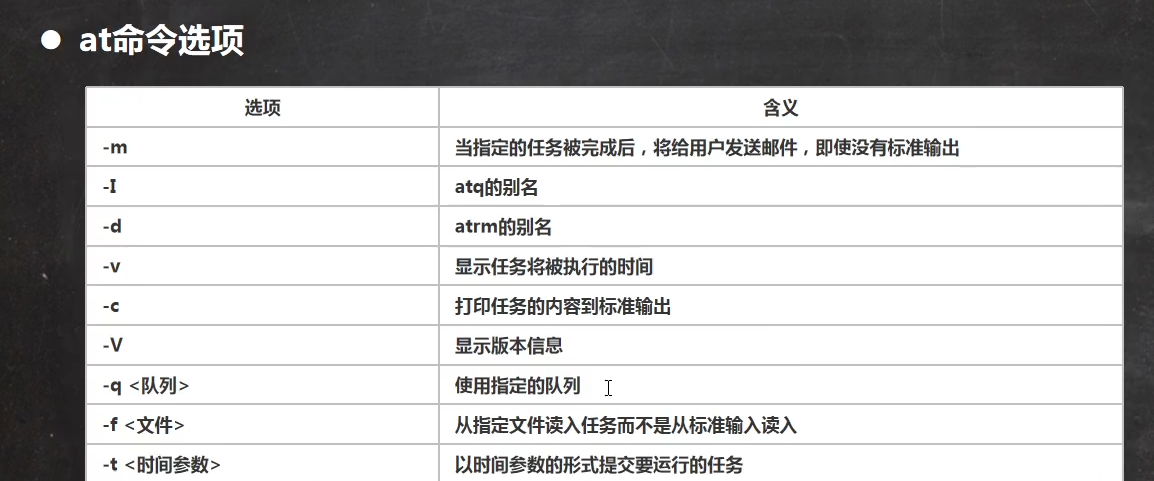 ● at命令选项
选项 含义
-m 当指定的任务被完成后，将给用户发送邮件，即使没有标准输出
-I atq的别名
-d atrm的别名
-v 显示任务将被执行的时间
-c 打印任务的内容到标准输出
-V 显示版本信息
-q <队列> 使用指定的队列
-f <文件> 从指定文件读入任务而不是从标准输入读入
-t <时间参数> 以时间参数的形式提交要运行的任务